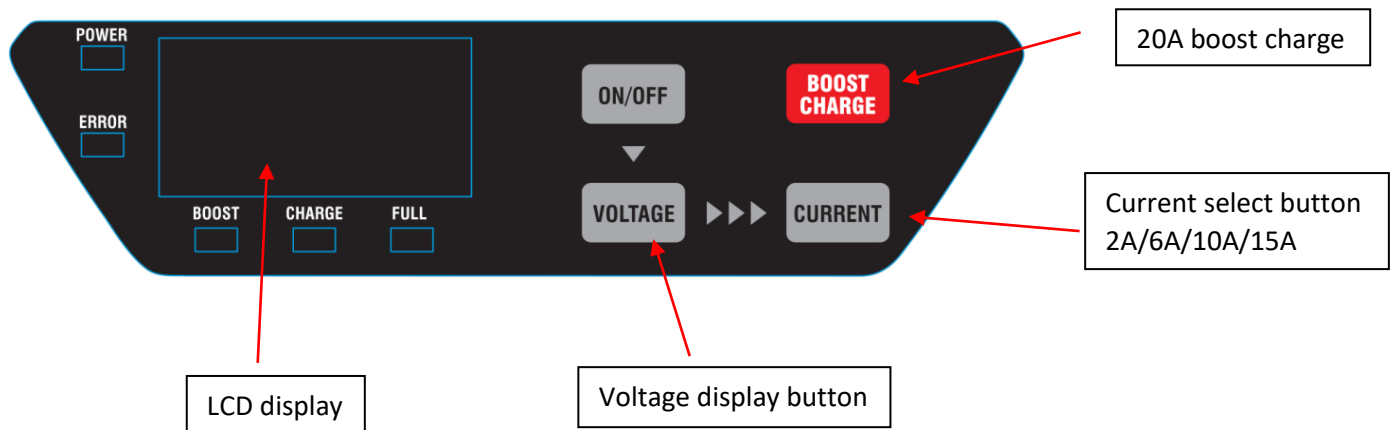 POWER
ERROR
BOOST
CHARGE
FULL
ON/OFF
BOOST
CHARGE
VOLTAGE
CURRENT
20A boost charge
Current select button
2A/6A/10A/15A
LCD display
Voltage display button